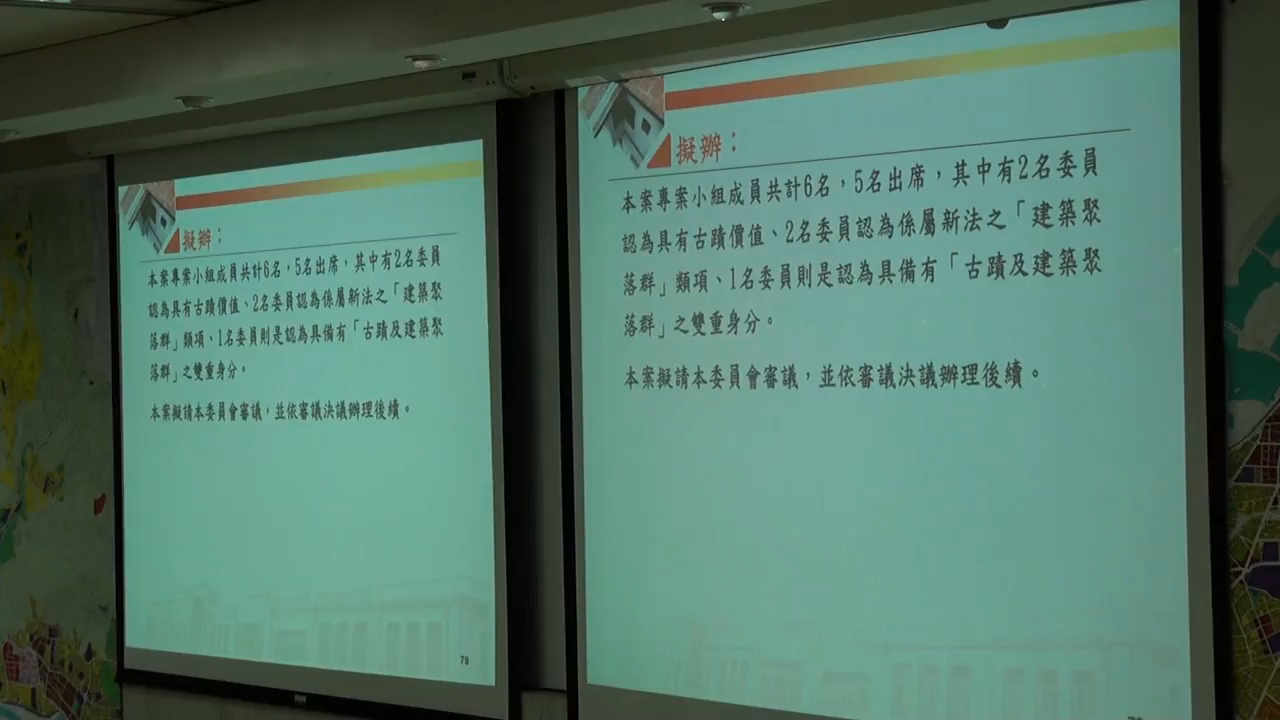 擬辦：
本案專案小組成員共計6名，5名出席，其中有2名委員
認為具有古蹟價值、2名委員認為係屬新法之「建築聚
落群」類項、1名委員則是認為具備有「古蹟及建築聚
落群」之雙重身分。
本案擬請本委員會審議，並依審議決議辦理後續。
79
擬辦：
本案專案小組成員共計6名，5名出席，其中有2名委員
認為具有古蹟價值、2名委員認為係屬新法之「建築聚
落群」類項、1名委員則是認為具備有「古蹟及建築聚
落群」之雙重身分。
本案擬請本委員會審議，並依審議決議辦理後續。